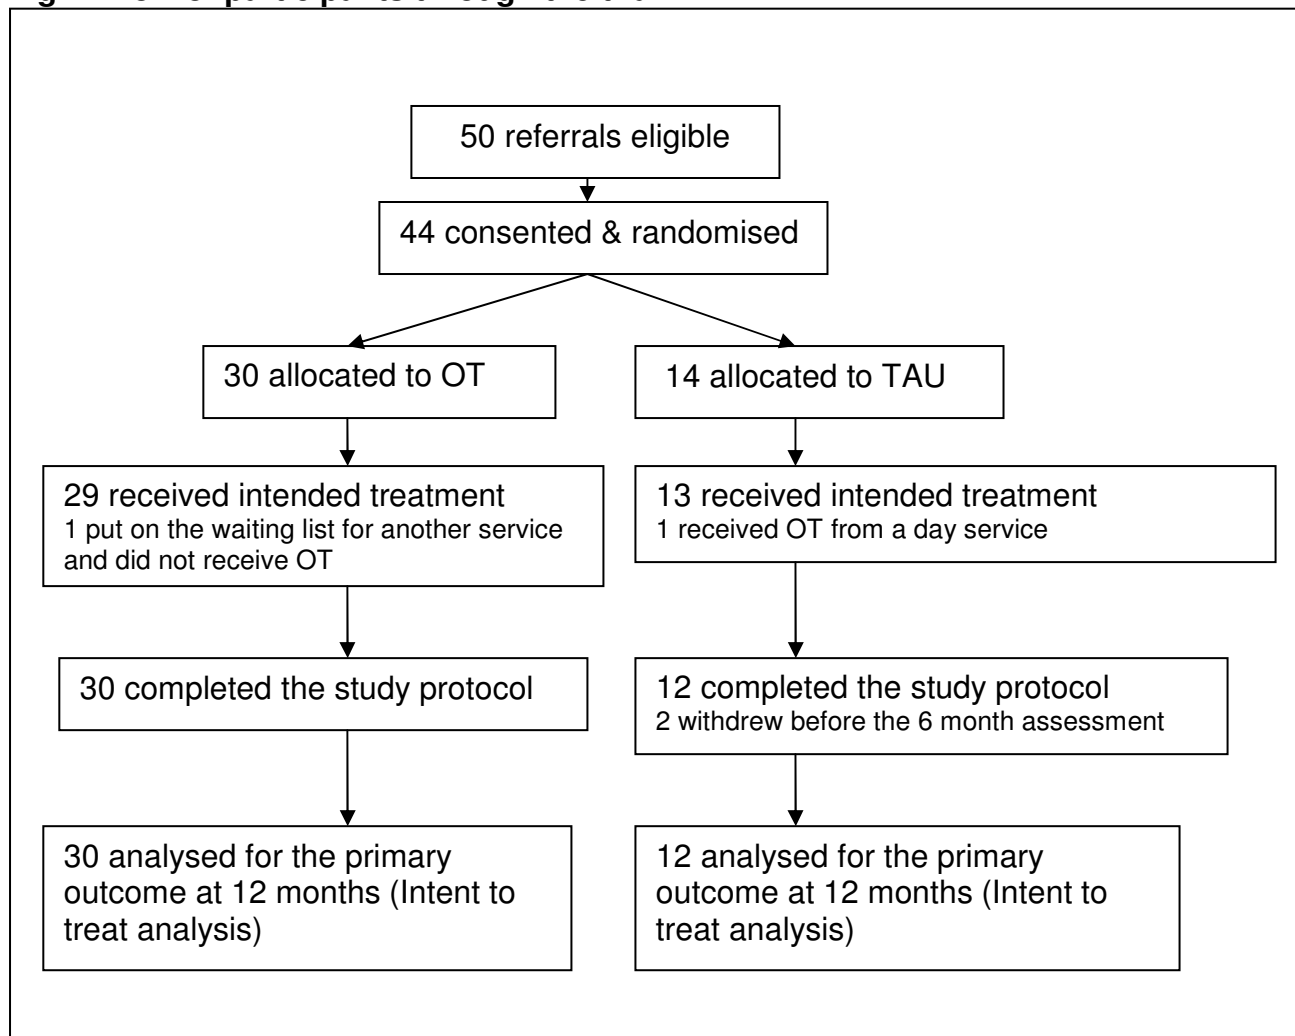 50 referrals eligible
44 consented & randomised
30 allocated to OT
14 allocated to TAU
29 received intended treatment
1 put on the waiting list for another service
and did not receive OT
13 received intended treatment
1 received OT from a day service
30 completed the study protocol
12 completed the study protocol
2 withdrew before the 6 month assessment
30 analysed for the primary
outcome at 12 months (Intent to
treat analysis)
12 analysed for the primary
outcome at 12 months (Intent to
treat analysis)